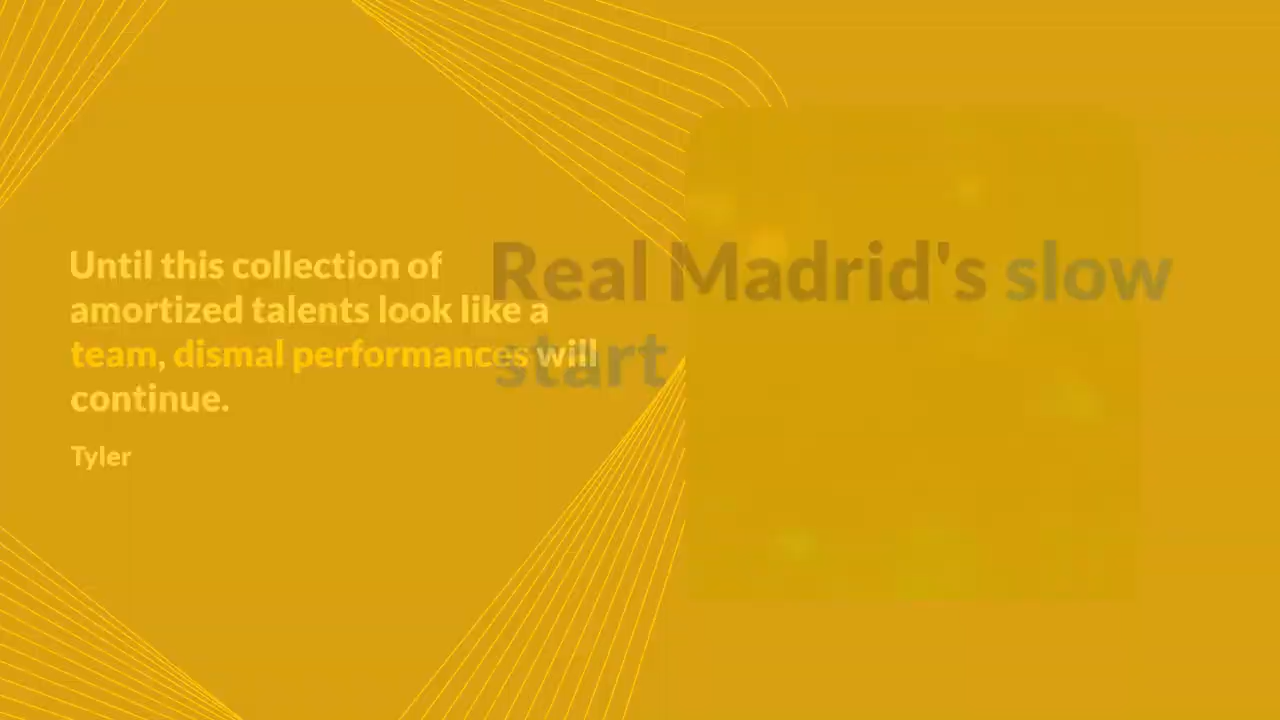 Until this collection of
amortized talents look like a
team, dismal performances will
continue.
Tyler
Real Madrid's slow
start